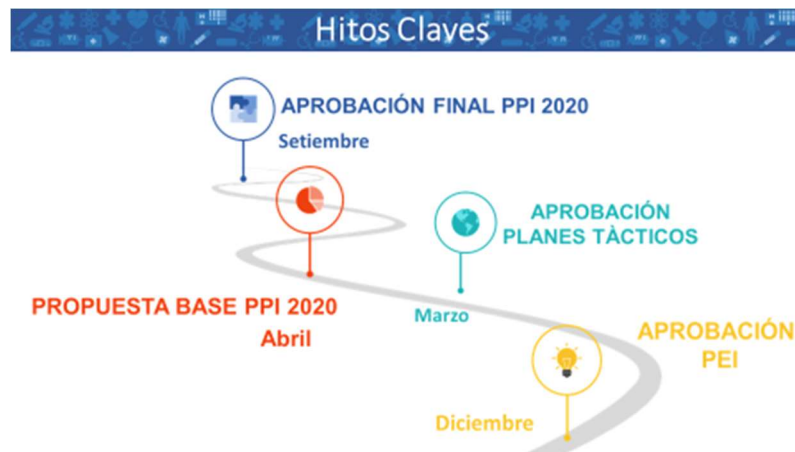 Hitos Claves
APROBACIÓN FINAL PPI 2020
Setiembre
APROBACIÓN
PLANES TÀCTICOS
PROPUESTA BASE PPI 2020
Abril
Marzo
APROBACIÓN
PEI
Diciembre